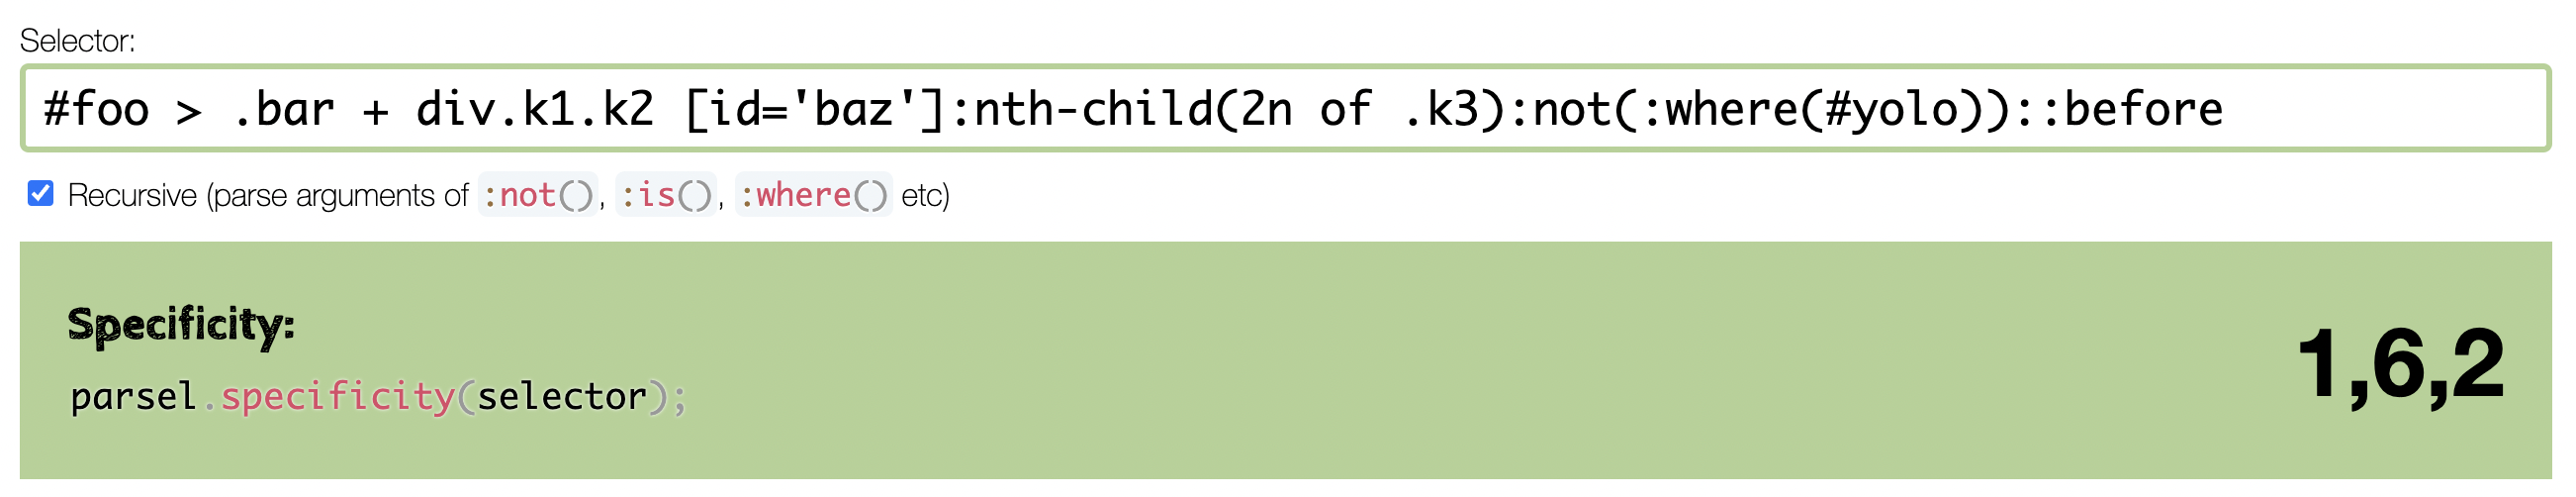 Selector:
#foo > .bar + div.k1.k2 [id='baz']:nth-child(2n of .k3):not(:where(#yolo))::before
Recursive (parse arguments of :not(), :is(), :where() etc)
Specificity:
1,6,2
parsel.specificity(selector);